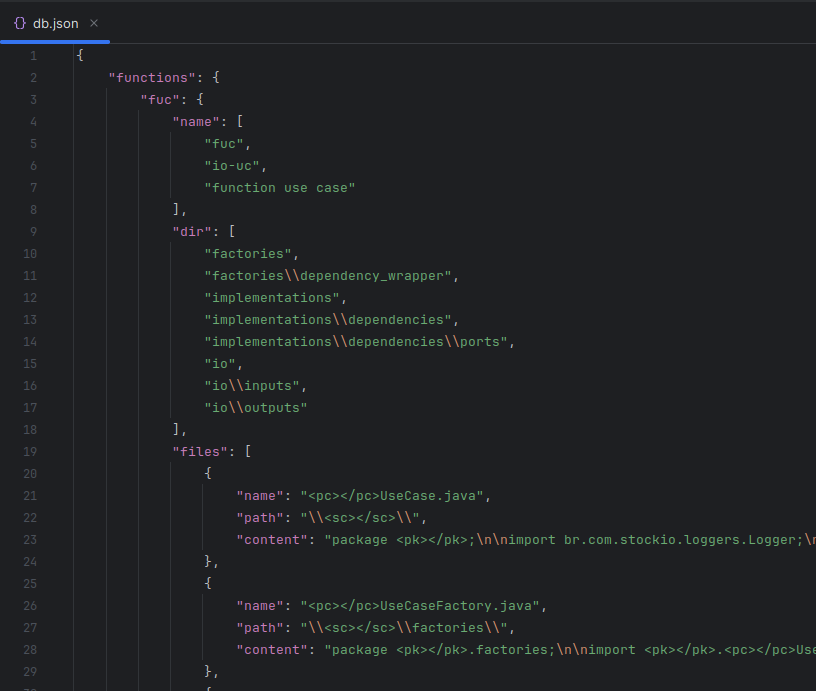 {} db.json ×
1 {
2 "functions": {
3 "fuc": {
4 "name": [
5 "fuc",
6 "io-uc",
7 "function use case"
8 ],
9 "dir": [
10 "factories",
11 "factories\\dependency_wrapper",
12 "implementations",
13 "implementations\\dependencies",
14 "implementations\\dependencies\\ports",
15 "io",
16 "io\\inputs",
17 "io\\outputs"
18 ],
19 "files": [
20 {
21 "name": "<pc></pc>UseCase.java",
22 "path": "\\<sc></sc>\\",
23 "content": "package <pk></pk>;\n\nimport br.com.stockio.loggers.Logger;\n
24 },
25 {
26 "name": "<pc></pc>UseCaseFactory.java",
27 "path": "\\<sc></sc>\\factories\\",
28 "content": "package <pk></pk>.factories;\n\nimport <pk></pk>.<pc></pc>Use
29 },